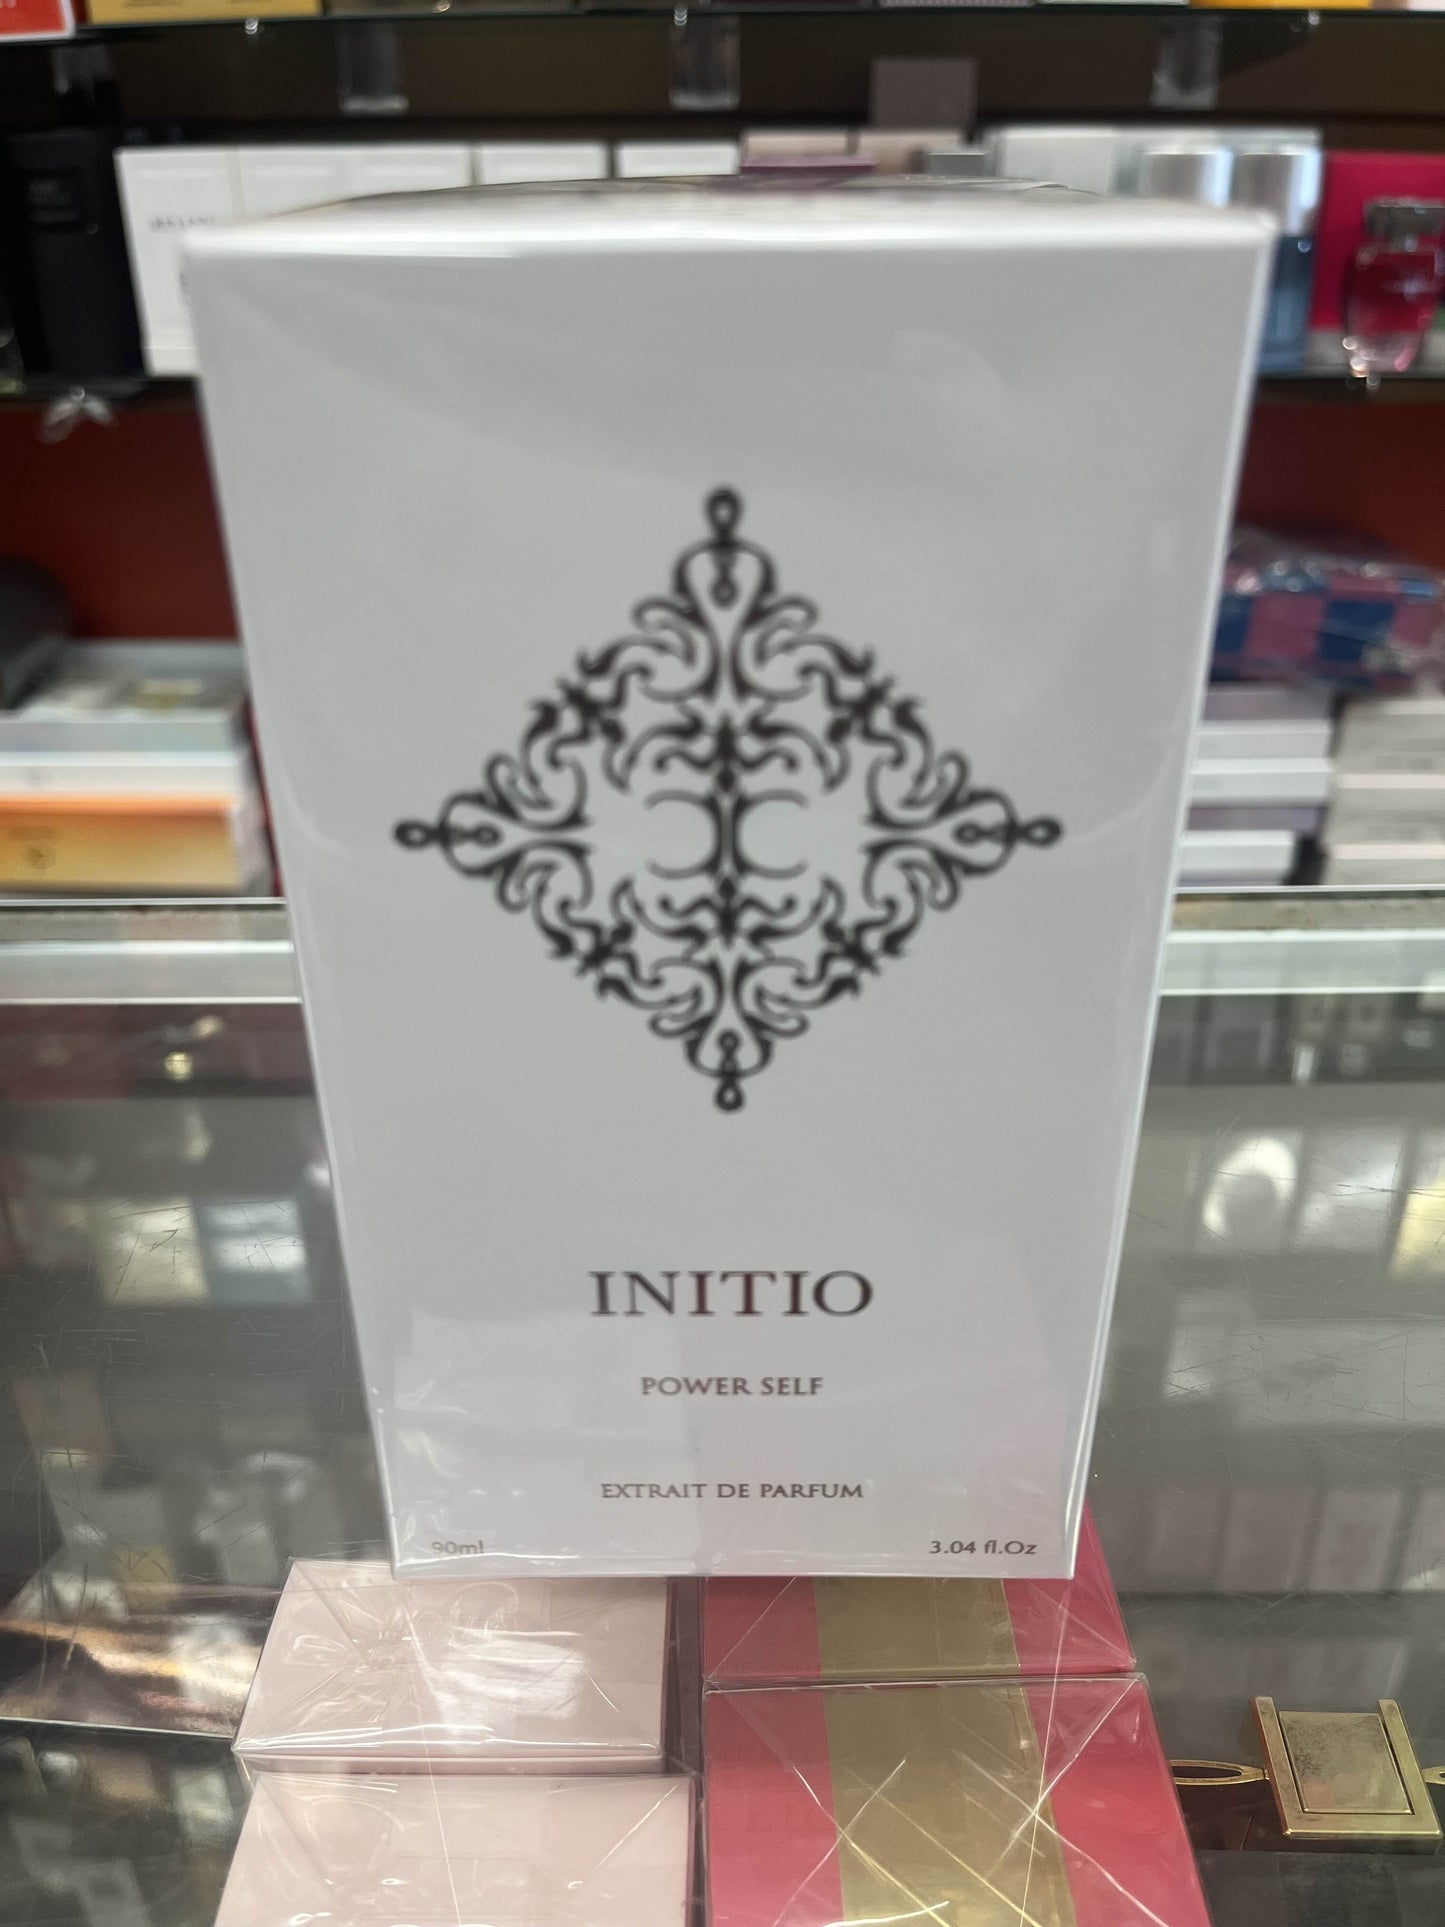 INITIO
POWER SELF
EXTRAIT DE PARFUM
90ml
3.04 fl.Oz